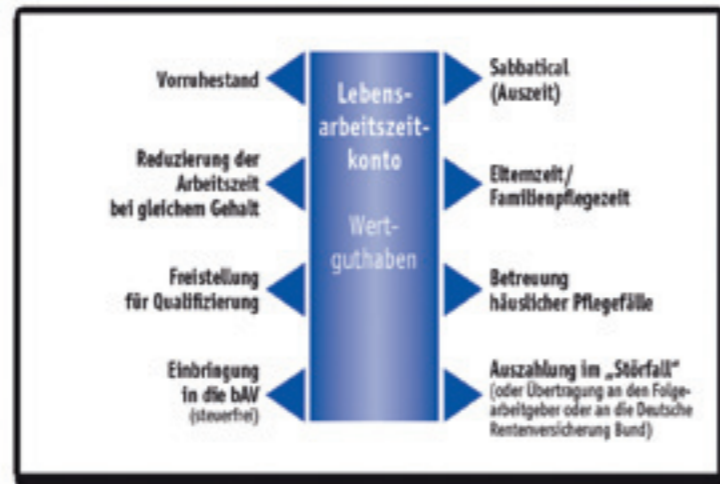 Vorruhestand
Reduzierung der
Arbeitszeit
bei gleichem Gehalt
Freistellung
für Qualifizierung
Einbringung
in die bAV
(steuerfrei)
Lebens-
arbeitszeit-
konto
Wert-
guthaben
Sabbatical
(Auszeit)
Elternzeit/
Familienpflegezeit
Betreuung
häuslicher Pflegefälle
Auszahlung im „Störfall“
(oder Übertragung an den Folge-
arbeitgeber oder an die Deutsche
Rentenversicherung Bund)